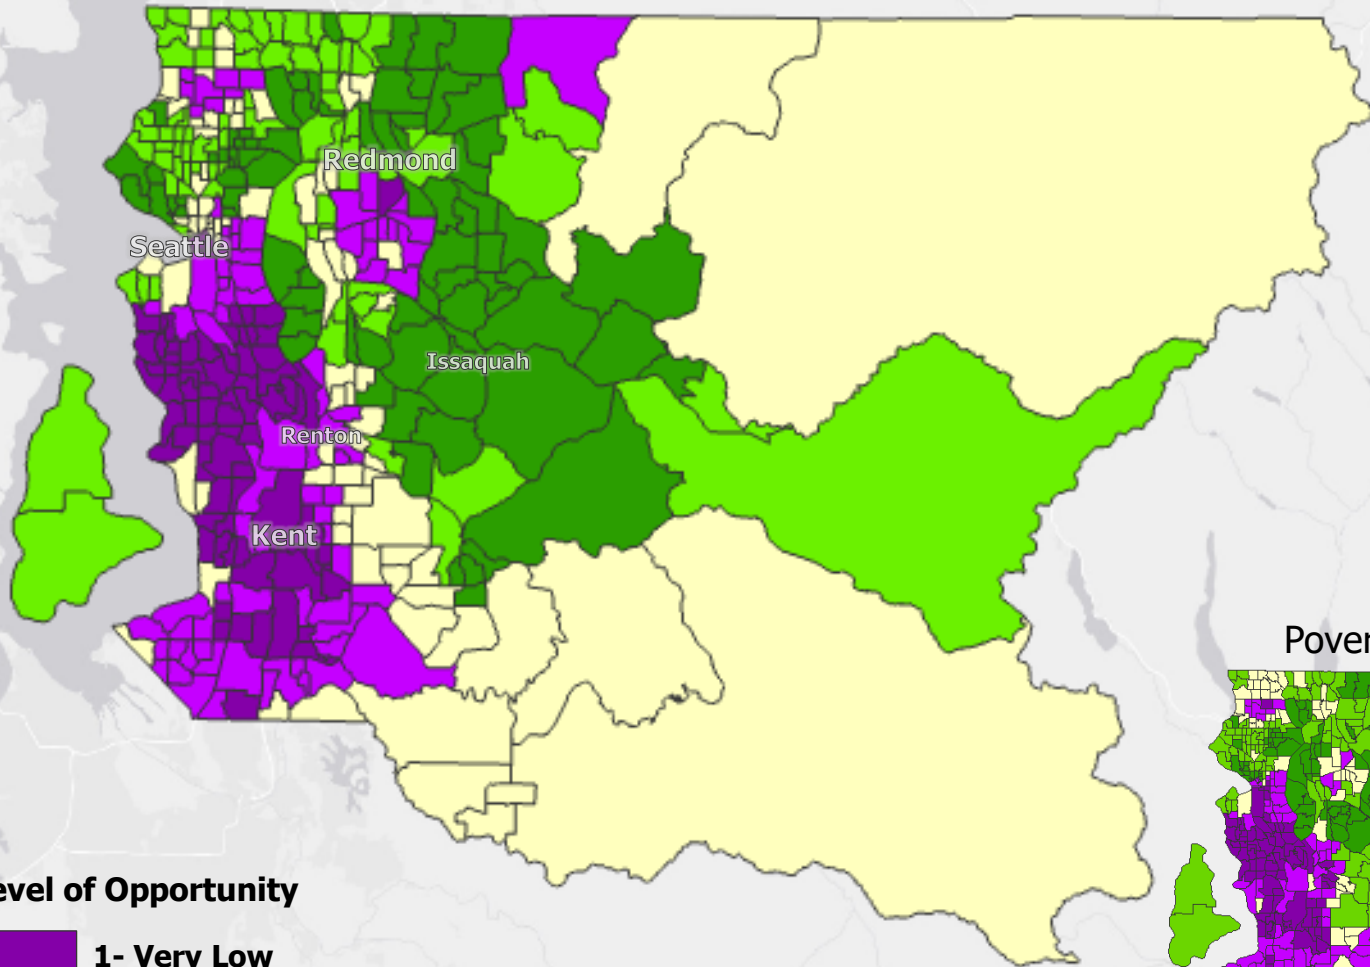 Redmond
Seattle
Issaquah
Renton
Kent
Pover
evel of Opportunity
1- Very Low